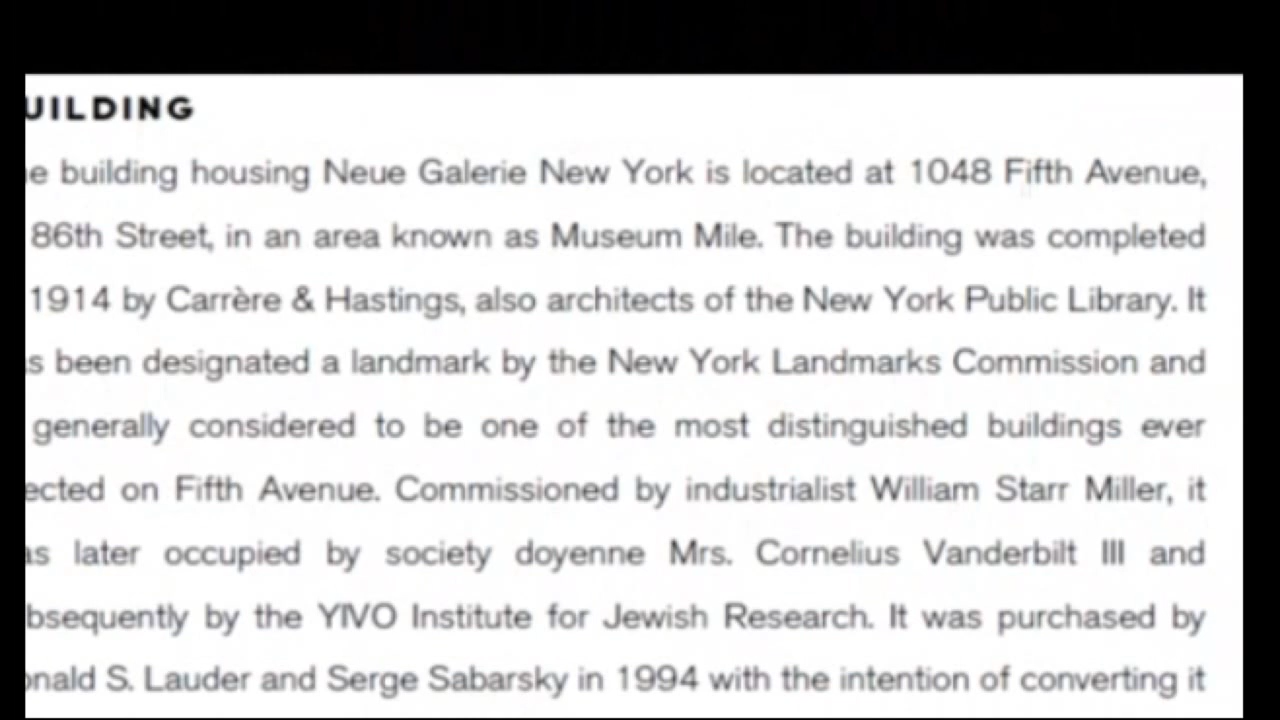 UILDING
e building housing Neue Galerie New York is located at 1048 Fifth Avenue,
86th Street, in an area known as Museum Mile. The building was completed
1914 by Carrère & Hastings, also architects of the New York Public Library. It
s been designated a landmark by the New York Landmarks Commission and
generally considered to be one of the most distinguished buildings ever
ected on Fifth Avenue. Commissioned by industrialist William Starr Miller, it
as later occupied by society doyenne Mrs. Cornelius Vanderbilt III and
bsequently by the YIVO Institute for Jewish Research. It was purchased by
onald S. Lauder and Serge Sabarsky in 1994 with the intention of converting it